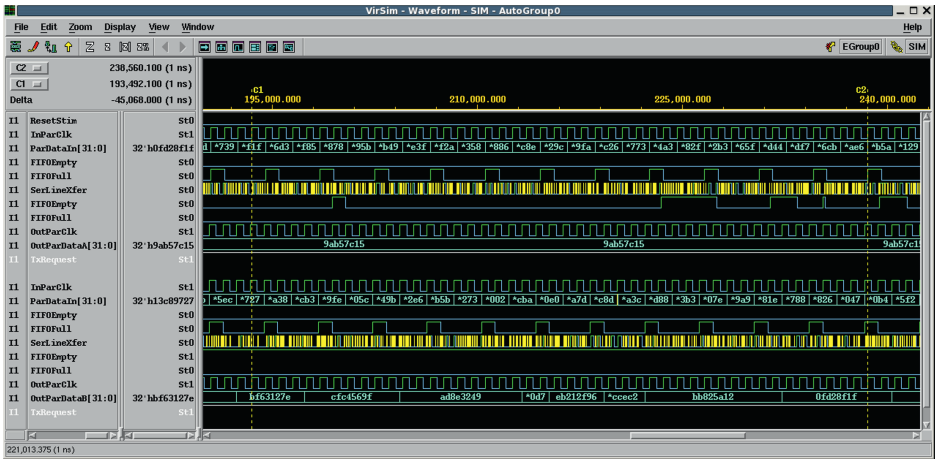 VirSim - Waveform - SIM - AutoGroup0
File Edit Zoom Display View Window Help
EGroup0 SIM
C2 238,560.100 (1 ns)
C1 193,492.100 (1 ns)
Delta -45,068.000 (1 ns)
C1 C2
195,000.000 210,000.000 225,000.000 240,000.000
I1 ResetStim St0
I1 InParClk St1
I1 ParDataIn[31:0] 32'h0fd28f1f d *739 *f1f *6d3 *f85 *878 *95b *b49 *e3f *f2a *358 *886 *c8e *29c *9fa *c26 *773 *4a3 *82f *2b3 *65f *d44 *df7 *6cb *ae6 *b5a *129
I1 FIFOEmpty St0
I1 FIFOFull St0
I1 SerLineXfer St0
I1 FIFOEmpty St0
I1 FIFOFull St0
I1 OutParClk St1
I1 OutParDataA[31:0] 32'h9ab57c15 9ab57c15 9ab57c15 9ab57c1
I1 TxRequest St1
I1 InParClk St1
I1 ParDataIn[31:0] 32'h13c89727 *5ec *727 *a38 *cb3 *9fe *05c *49b *2e6 *b5b *273 *002 *cba *0e0 *a7d *c8d *a3c *d88 *3b3 *07e *9a9 *81e *788 *826 *047 *0b4 *5f2
I1 FIFOEmpty St0
I1 FIFOFull St0
I1 SerLineXfer St0
I1 FIFOEmpty St1
I1 FIFOFull St0
I1 OutParClk St1
I1 OutParDataB[31:0] 32'hbf63127e bf63127e cfc4569f ad8e3249 *0d7 eb212f96 *ccec2 bb825a12 0fd28f1f
I1 TxRequest St1
221,013.375 (1 ns)